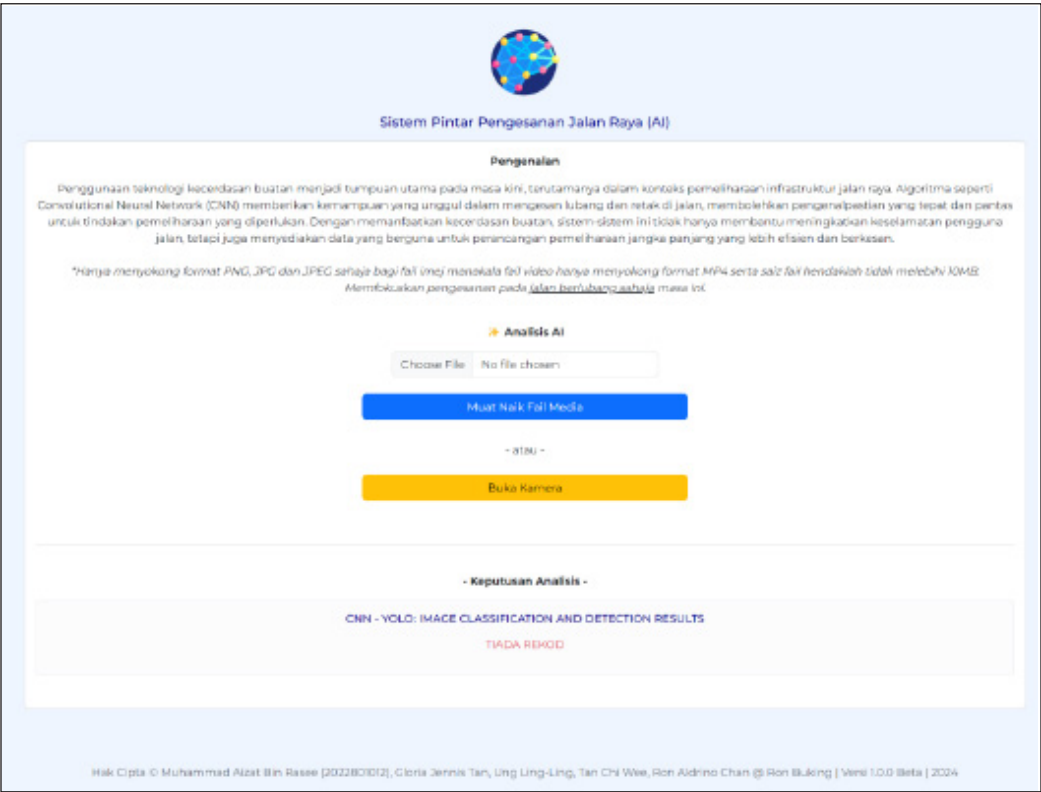 Sistem Pintar Pengesanan Jalan Raya (AI)
Pengenalan
Penggunaan teknologi kecerdasan buatan menjadi tumpuan utama pada masa kini, terutamanya dalam konteks pemeliharaan infrastruktur jalan raya. Algoritma seperti
Convolutional Neural Network (CNN) memberikan kemampuan yang unggul dalam mengesan lubang dan retak di jalan, membolehkan pengenalpastian yang tepat dan pantas
untuk tindakan pemeliharaan yang diperlukan. Dengan memanfaatkan kecerdasan buatan, sistem-sistem ini tidak hanya membantu meningkatkan keselamatan pengguna
jalan, tetapi juga menyediakan data yang berguna untuk perancangan pemeliharaan jangka panjang yang lebih efisien dan berkesan.
*Hanya menyokong format PNG, JPG dan JPEG sahaja bagi fail imej manakala fail video hanya menyokong format MP4 serta saiz fail hendaklah tidak melebihi 10MB.
Memfokuskan pengesanan pada jalan berlubang sahaja masa ini.
✨ Analisis AI
Choose File No file chosen
Muat Naik Fail Media
- atau -
Buka Kamera
- Keputusan Analisis -
CNN - YOLO: IMAGE CLASSIFICATION AND DETECTION RESULTS
TIADA REKOD
Hak Cipta © Muhammad Aizat Bin Rasee (2022801012), Gloria Jennis Tan, Ung Ling-Ling, Tan Chi Wee, Ron Aldrino Chan @ Ron Buking | Versi 1.0.0 Beta | 2024